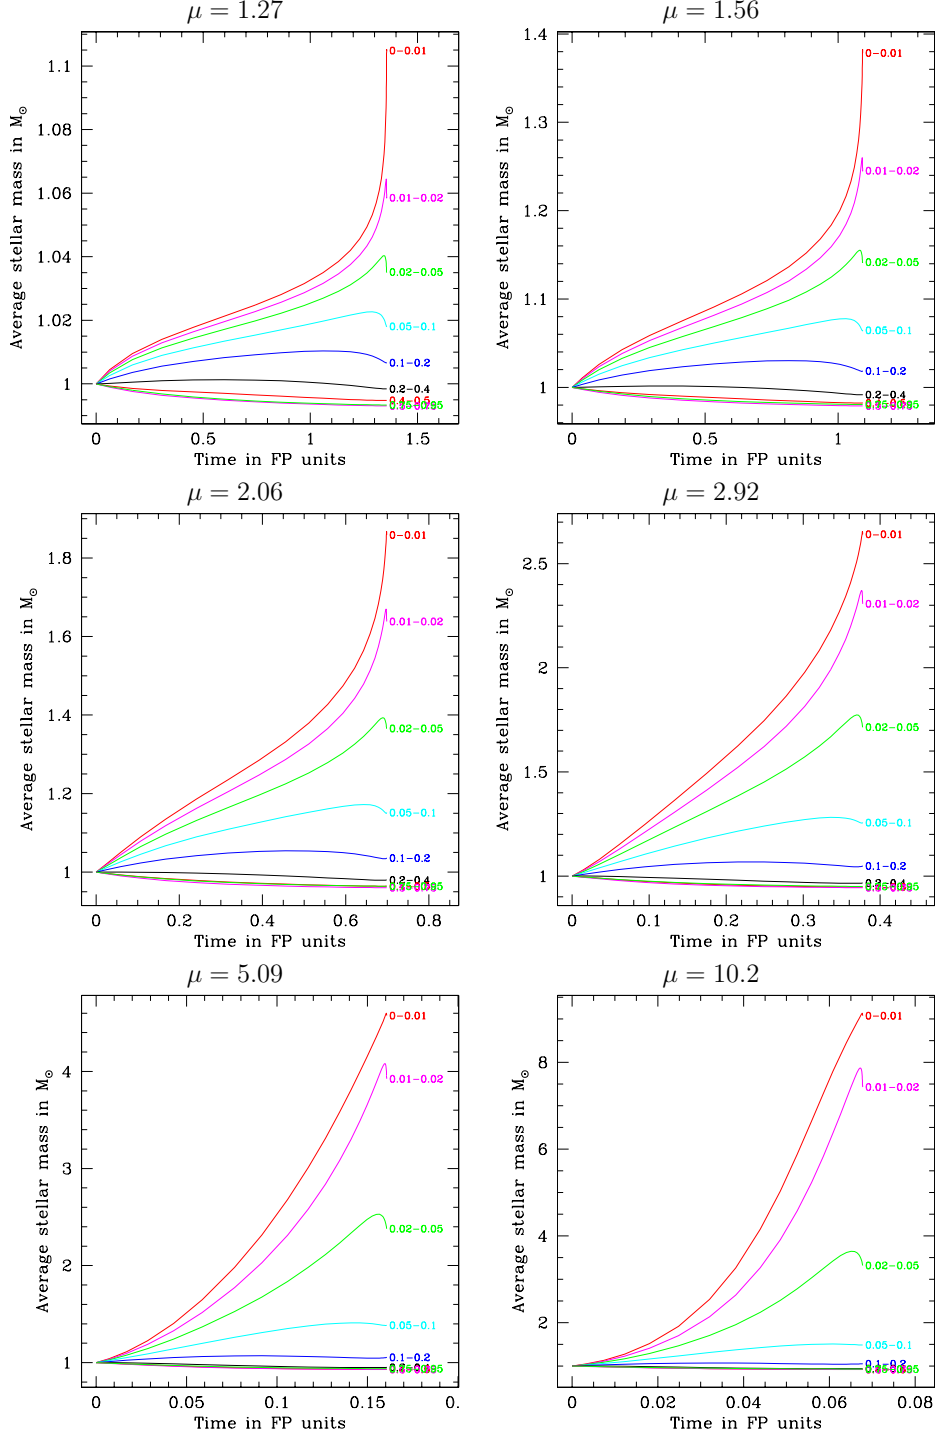 μ = 1.27
Average stellar mass in M⊙
1.1
1.08
1.06
1.04
1.02
1
0-0.01
0.01-0.02
0.02-0.05
0.05-0.1
0.1-0.2
0.2-0.4
0.4-0.5
0 0.5 1 1.5
Time in FP units
μ = 1.56
Average stellar mass in M⊙
1.4
1.3
1.2
1.1
1
0-0.01
0.01-0.02
0.02-0.05
0.05-0.1
0.1-0.2
0.2-0.4
0 0.5 1
Time in FP units
μ = 2.06
Average stellar mass in M⊙
1.8
1.6
1.4
1.2
1
0-0.01
0.01-0.02
0.02-0.05
0.05-0.1
0.1-0.2
0.2-0.4
0 0.2 0.4 0.6 0.8
Time in FP units
μ = 2.92
Average stellar mass in M⊙
2.5
2
1.5
1
0-0.01
0.01-0.02
0.02-0.05
0.05-0.1
0.1-0.2
0.2-0.4
0 0.1 0.2 0.3 0.4
Time in FP units
μ = 5.09
Average stellar mass in M⊙
4
3
2
1
0-0.01
0.01-0.02
0.02-0.05
0.05-0.1
0.1-0.2
0 0.05 0.1 0.15 0.
Time in FP units
μ = 10.2
Average stellar mass in M⊙
8
6
4
2
0-0.01
0.01-0.02
0.02-0.05
0.05-0.1
0.1-0.2
0 0.02 0.04 0.06 0.08
Time in FP units